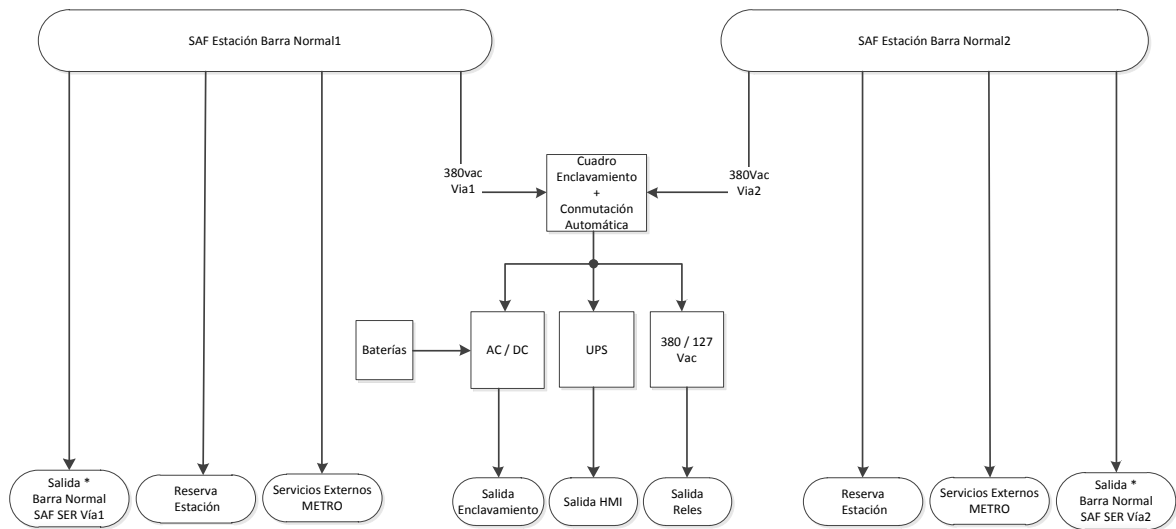 SAF Estación Barra Normal1
SAF Estación Barra Normal2
380vac
Via1
Cuadro
Enclavamiento
+
Conmutación
Automática
380Vac
Via2
Baterías
AC / DC
UPS
380 / 127
Vac
Salida *
Barra Normal
SAF SER Vía1
Reserva
Estación
Servicios Externos
METRO
Salida
Enclavamiento
Salida HMI
Salida
Reles
Reserva
Estación
Servicios Externos
METRO
Salida *
Barra Normal
SAF SER Vía2